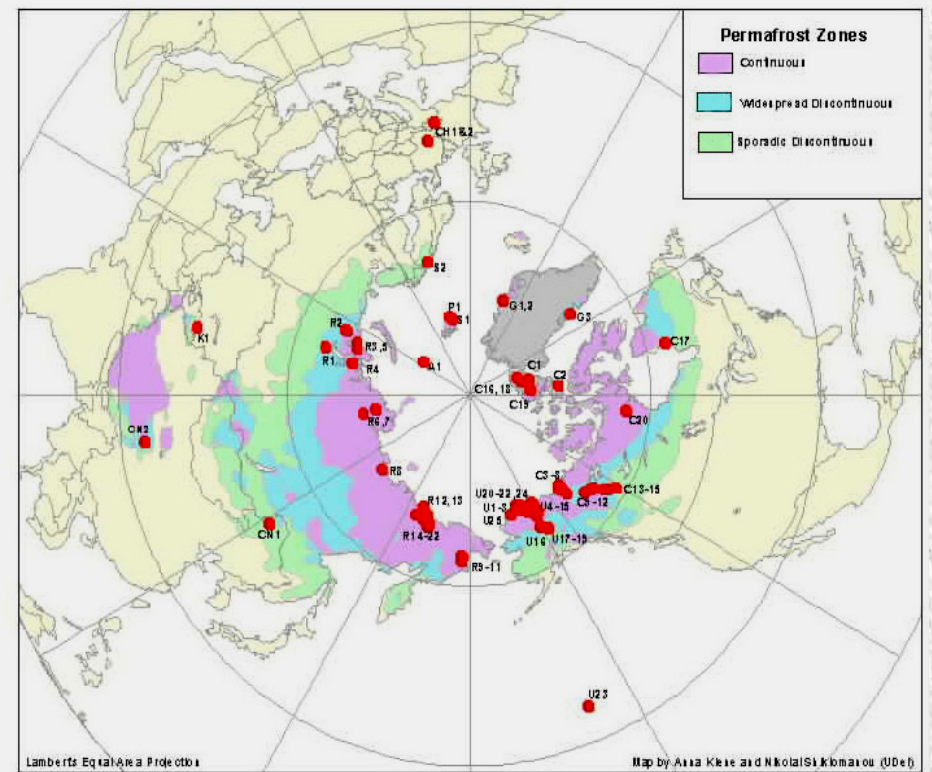 Permafrost Zones
Continuous
Widespread Discontinuous
Sporadic Discontinuous
CH1&2
S2
P1
S1
G1,2
G3
K1
R2
R3,5
R1
R4
A1
C1
C2
C16,18
C19
C17
C20
CN2
R6,7
R8
C3-8
C13-15
C9-12
U20-22,24
U1-3
U4-15
U25
U16
U17-19
R12,13
R14-22
CN1
R9-11
U23
Lambert's Equal Area Projection
Map by Anna Klene and Nikolai Shiklomanov (UDel)